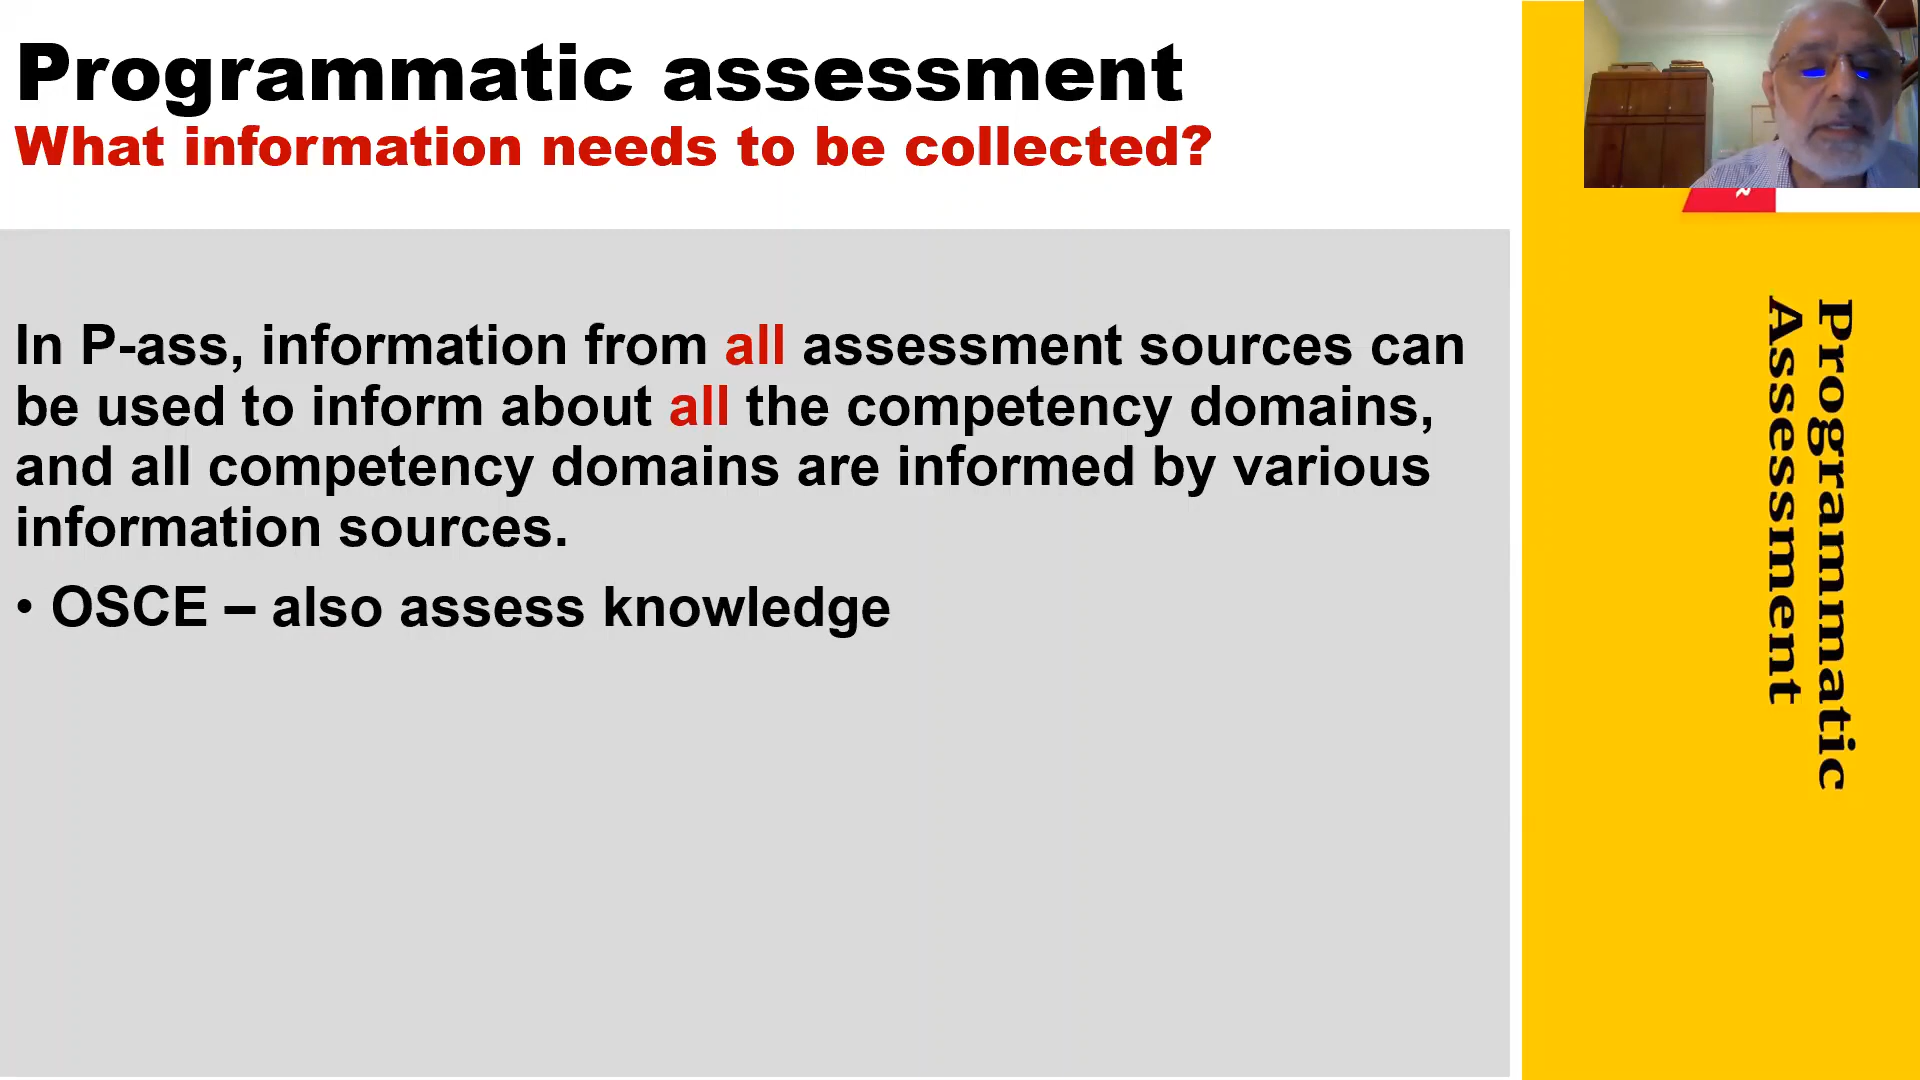 Programmatic assessment
What information needs to be collected?
In P-ass, information from all assessment sources can
be used to inform about all the competency domains,
and all competency domains are informed by various
information sources.
• OSCE – also assess knowledge
Programmatic
Assessment